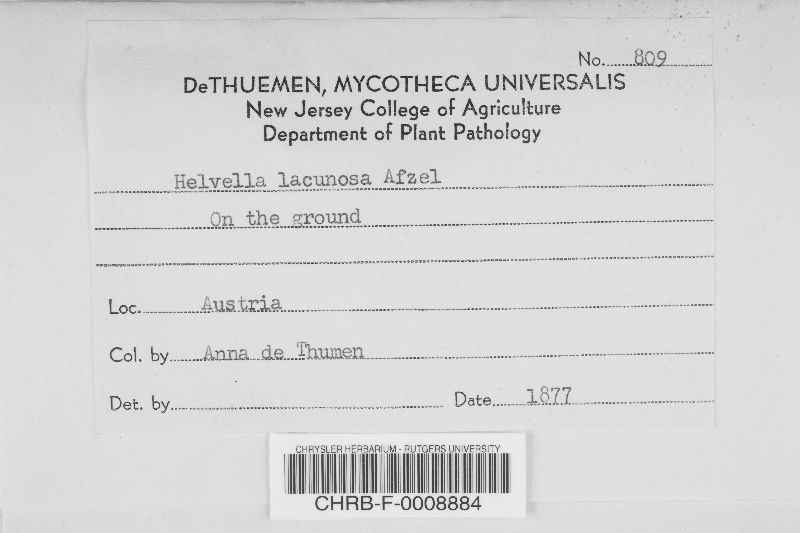 No. 809
DeTHUEMEN, MYCOTHECA UNIVERSALIS
New Jersey College of Agriculture
Department of Plant Pathology
Helvella lacunosa Afzel
On the ground
Loc. Austria
Col. by Anna de Thumen
Det. by Date 1877
CHRYSLER HERBARIUM - RUTGERS UNIVERSITY
CHRB-F-0008884